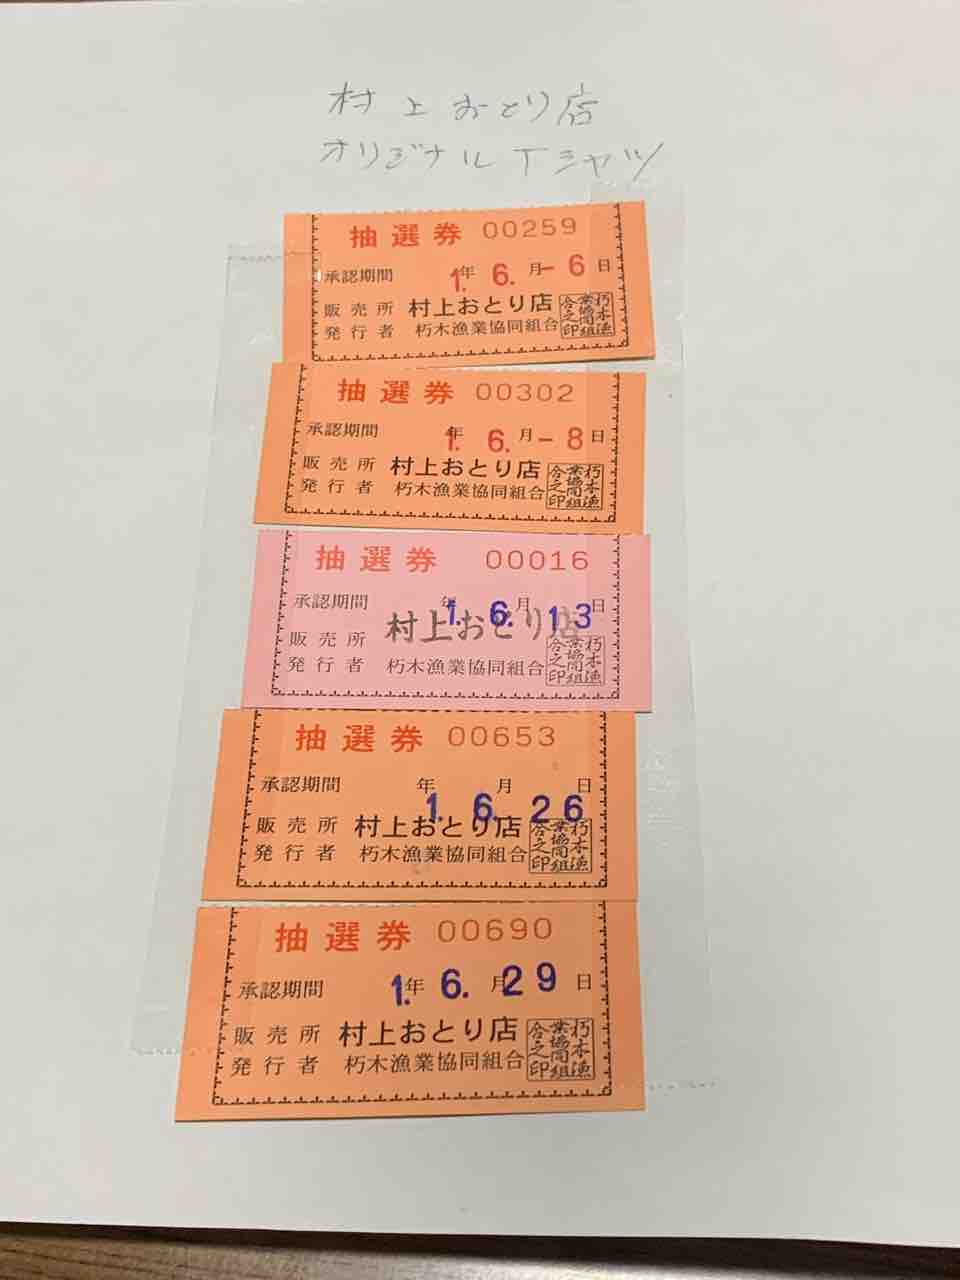 村上おとり店
オリジナルTシャツ
抽選券 00259
承認期間 1.年 6.月-6日
販売所 村上おとり店
発行者 朽木漁業協同組合
朽木漁業協同組合之印
抽選券 00302
承認期間 1.年 6.月-8日
販売所 村上おとり店
発行者 朽木漁業協同組合
朽木漁業協同組合之印
抽選券 00016
承認期間 1.年 6.月 13日
販売所 村上おとり店
発行者 朽木漁業協同組合
朽木漁業協同組合之印
抽選券 00653
承認期間 1.年 6.月 26日
販売所 村上おとり店
発行者 朽木漁業協同組合
朽木漁業協同組合之印
抽選券 00690
承認期間 1.年 6.月 29日
販売所 村上おとり店
発行者 朽木漁業協同組合
朽木漁業協同組合之印